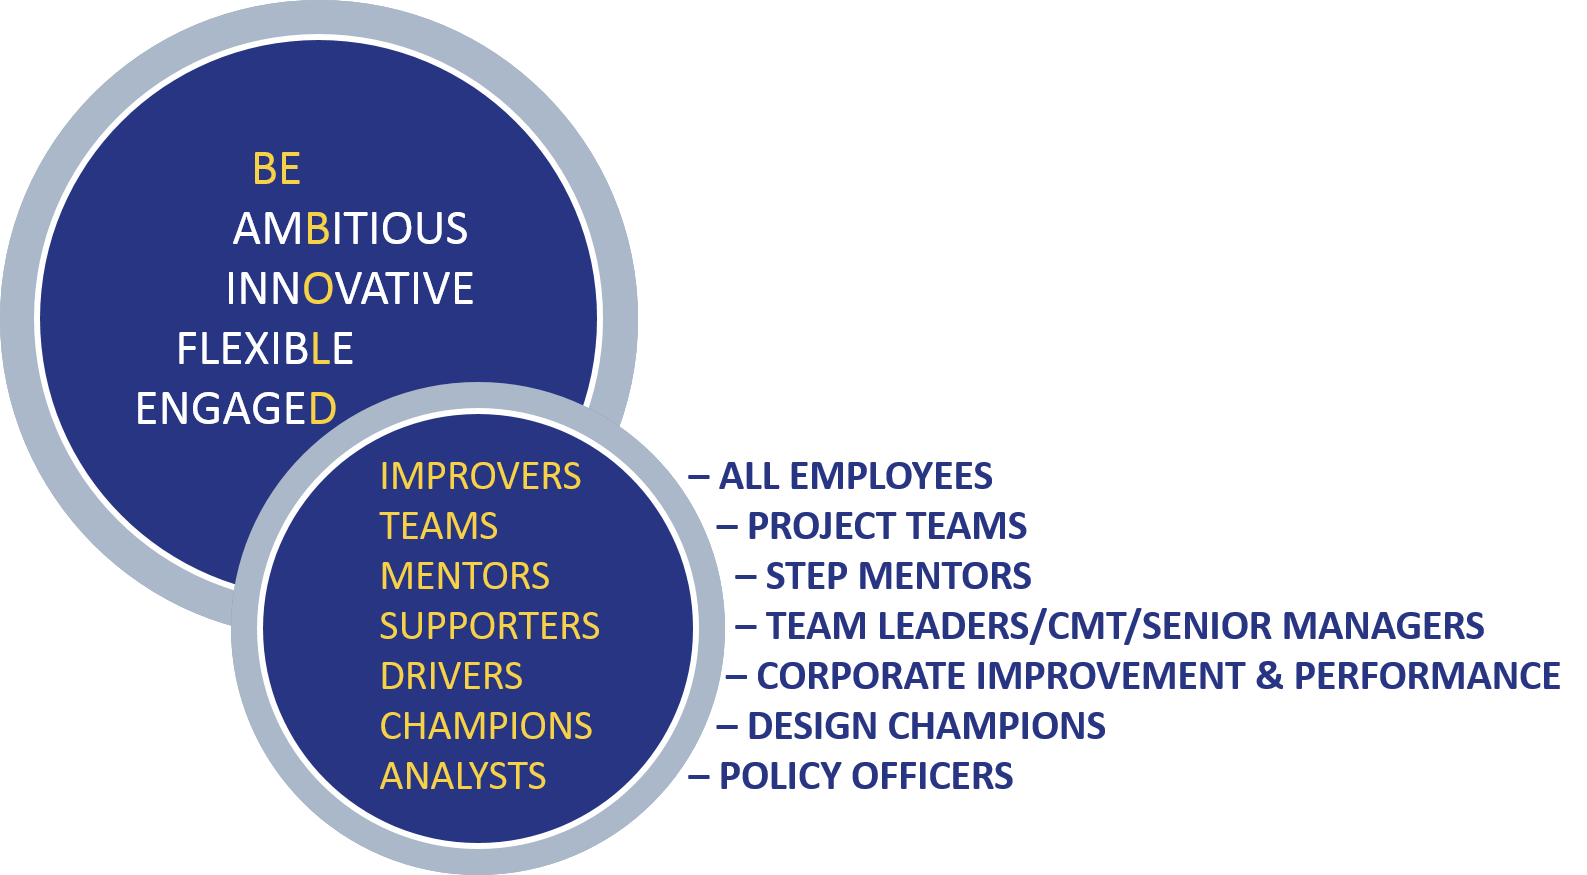 BE
AMBITIOUS
INNOVATIVE
FLEXIBLE
ENGAGED
IMPROVERS – ALL EMPLOYEES
TEAMS – PROJECT TEAMS
MENTORS – STEP MENTORS
SUPPORTERS – TEAM LEADERS/CMT/SENIOR MANAGERS
DRIVERS – CORPORATE IMPROVEMENT & PERFORMANCE
CHAMPIONS – DESIGN CHAMPIONS
ANALYSTS – POLICY OFFICERS